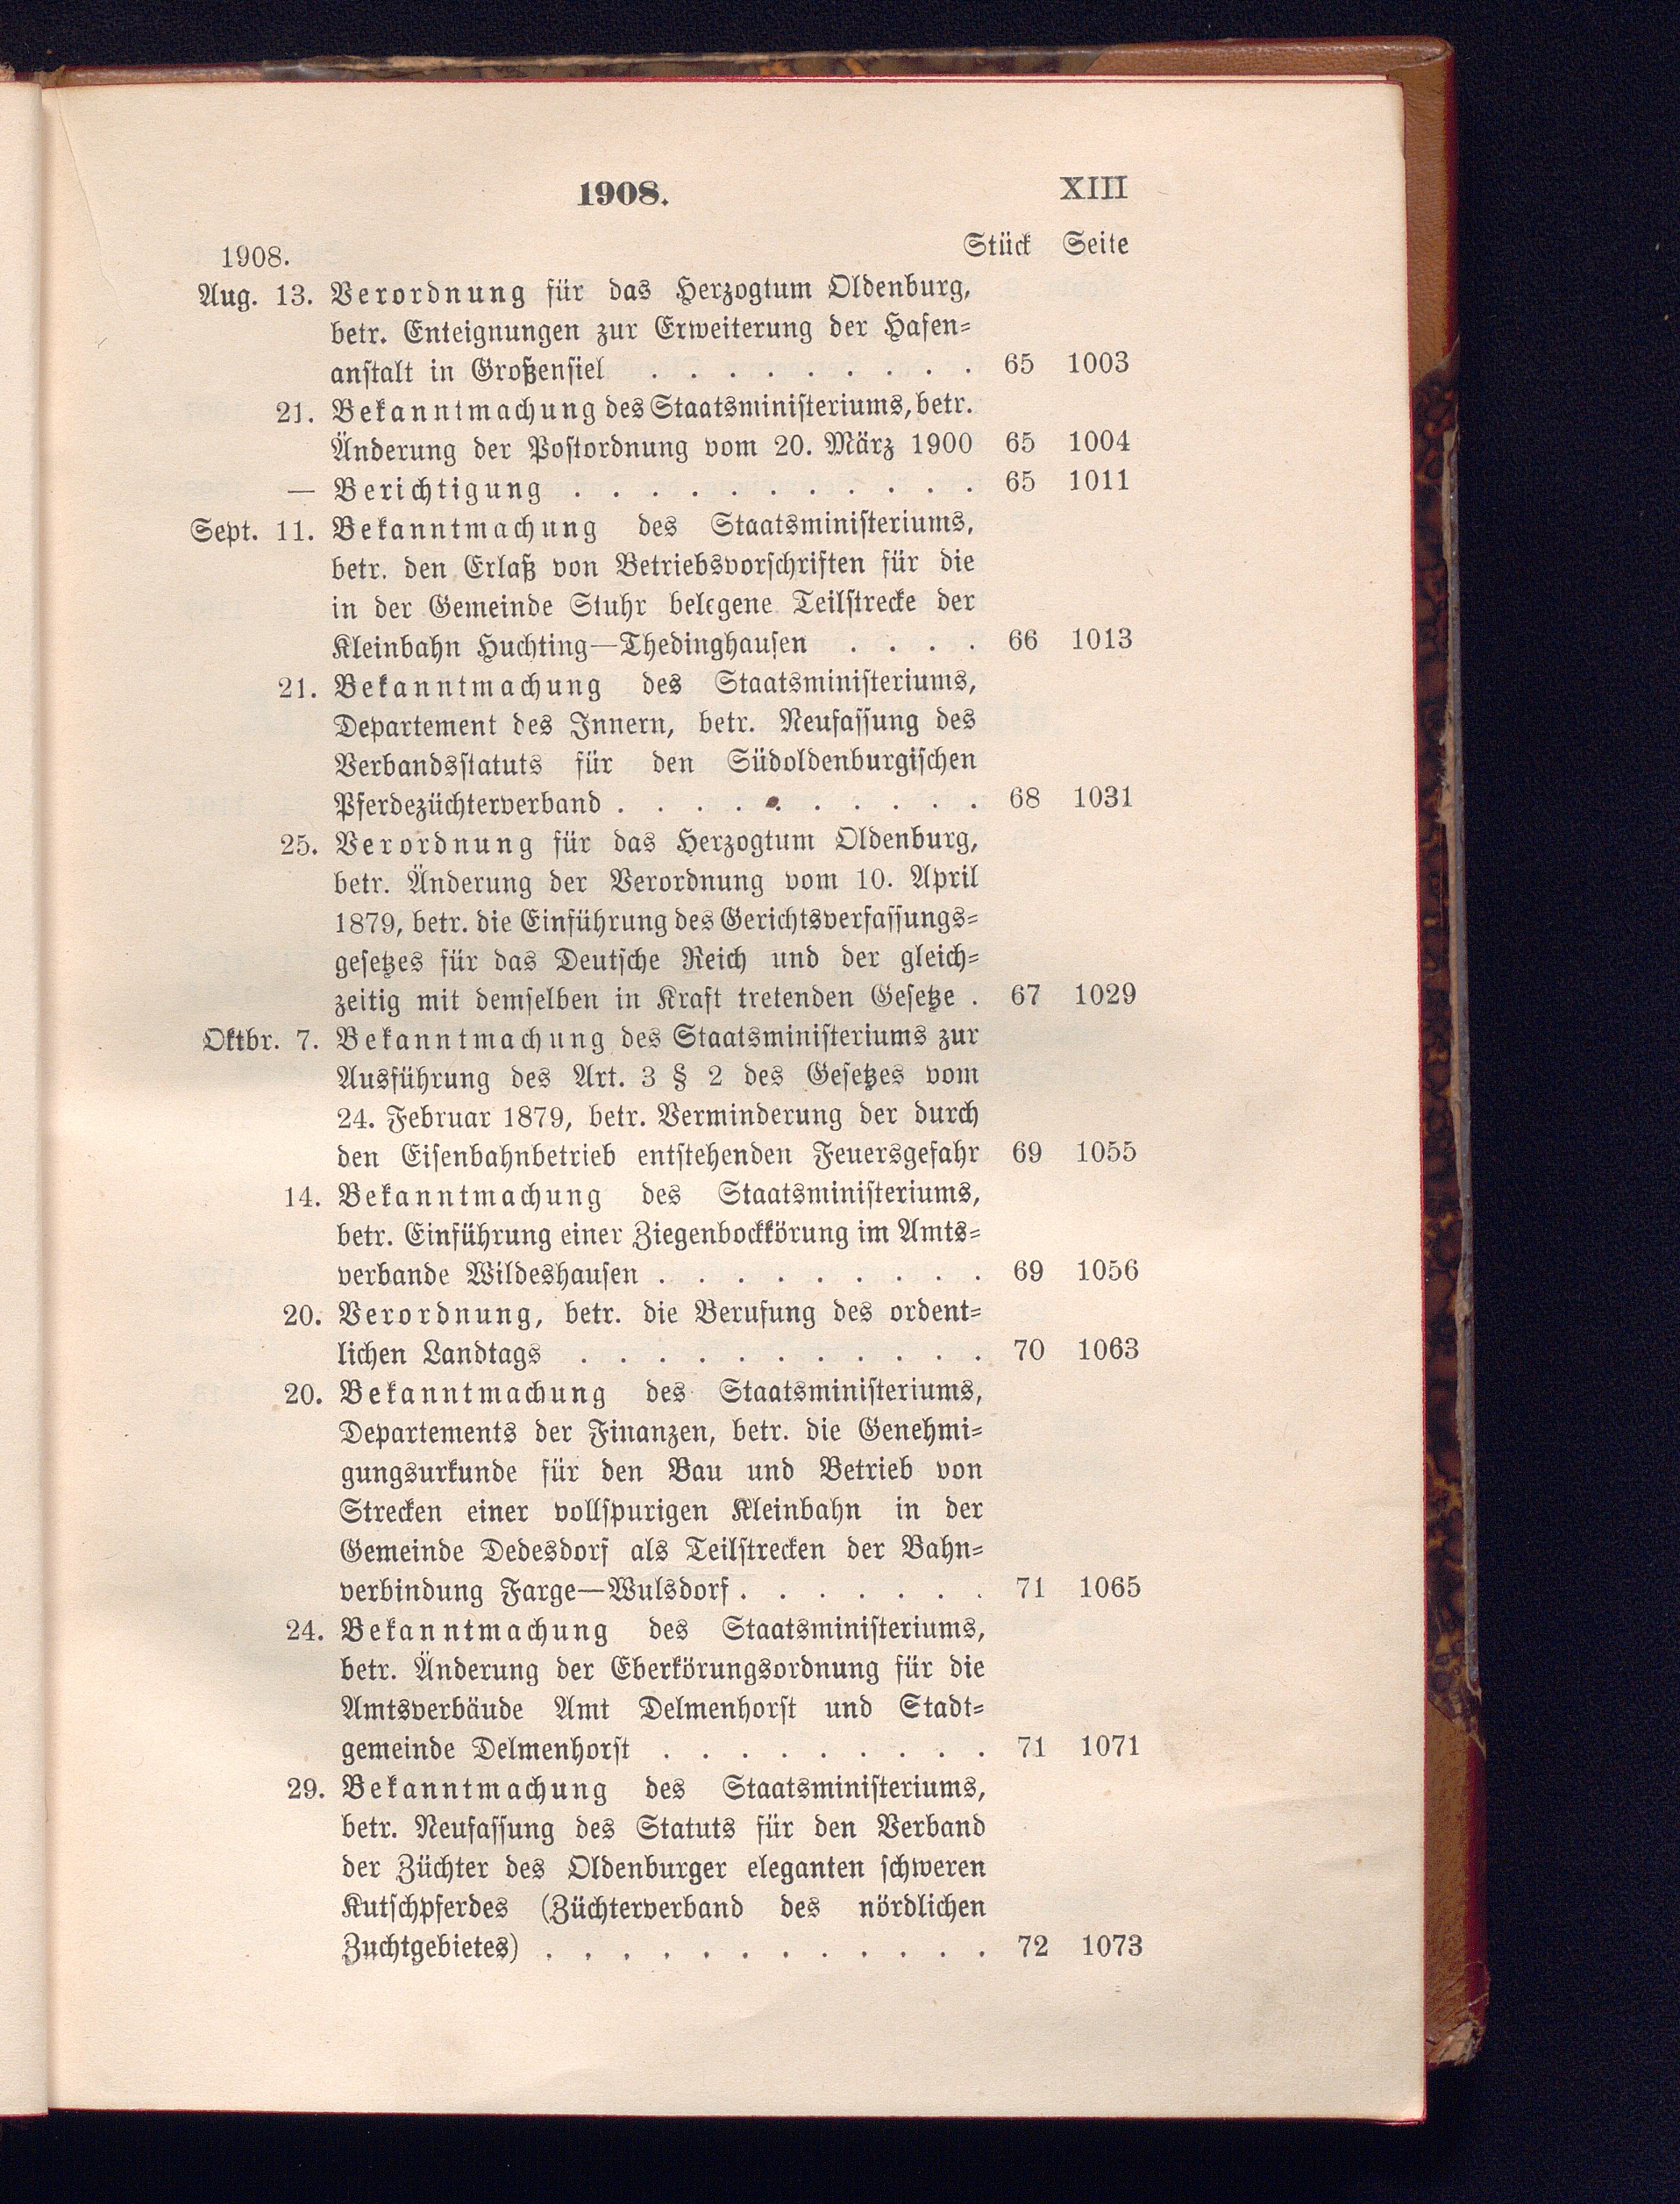 1908. XIII
1908. Stück Seite
Aug. 13. Verordnung für das Herzogtum Oldenburg,
betr. Enteignungen zur Erweiterung der Hafen=
anstalt in Großensiel . . . . . . . . . 65 1003
21. Bekanntmachung des Staatsministeriums, betr.
Änderung der Postordnung vom 20. März 1900 65 1004
— Berichtigung . . . . . . . . . . . 65 1011
Sept. 11. Bekanntmachung des Staatsministeriums,
betr. den Erlaß von Betriebsvorschriften für die
in der Gemeinde Stuhr belegene Teilstrecke der
Kleinbahn Huchting—Thedinghausen . . . . 66 1013
21. Bekanntmachung des Staatsministeriums,
Departement des Innern, betr. Neufassung des
Verbandsstatuts für den Südoldenburgischen
Pferdezüchterverband . . . . . . . . . . 68 1031
25. Verordnung für das Herzogtum Oldenburg,
betr. Änderung der Verordnung vom 10. April
1879, betr. die Einführung des Gerichtsverfassungs=
gesetzes für das Deutsche Reich und der gleich=
zeitig mit demselben in Kraft tretenden Gesetze . 67 1029
Oktbr. 7. Bekanntmachung des Staatsministeriums zur
Ausführung des Art. 3 § 2 des Gesetzes vom
24. Februar 1879, betr. Verminderung der durch
den Eisenbahnbetrieb entstehenden Feuersgefahr 69 1055
14. Bekanntmachung des Staatsministeriums,
betr. Einführung einer Ziegenbockkörung im Amts=
verbande Wildeshausen . . . . . . . . . 69 1056
20. Verordnung, betr. die Berufung des ordent=
lichen Landtags . . . . . . . . . . . 70 1063
20. Bekanntmachung des Staatsministeriums,
Departements der Finanzen, betr. die Genehmi=
gungsurkunde für den Bau und Betrieb von
Strecken einer vollspurigen Kleinbahn in der
Gemeinde Dedesdorf als Teilstrecken der Bahn=
verbindung Farge—Wulsdorf . . . . . . . 71 1065
24. Bekanntmachung des Staatsministeriums,
betr. Änderung der Eberkörungsordnung für die
Amtsverbäude Amt Delmenhorst und Stadt=
gemeinde Delmenhorst . . . . . . . . . 71 1071
29. Bekanntmachung des Staatsministeriums,
betr. Neufassung des Statuts für den Verband
der Züchter des Oldenburger eleganten schweren
Kutschpferdes (Züchterverband des nördlichen
Zuchtgebietes) . . . . . . . . . . . . 72 1073